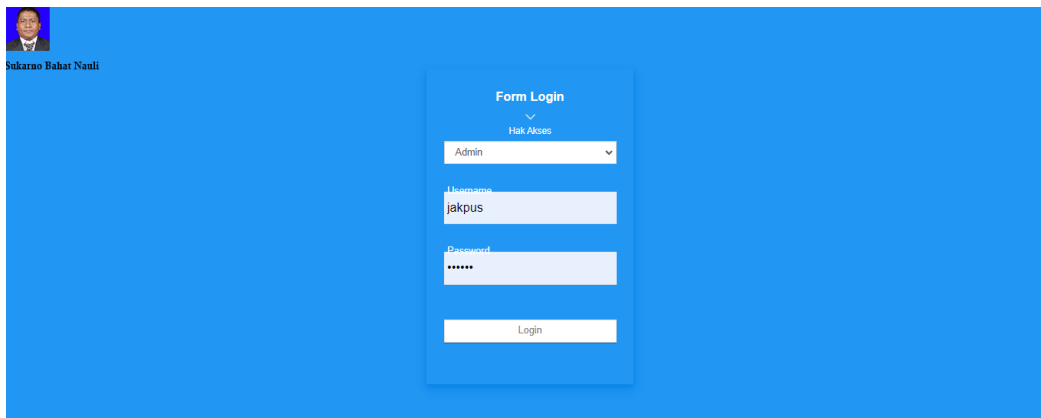 Sukarno Bahat Nauli
Form Login
Hak Akses
Admin
Username
jakpus
Password
••••••
Login